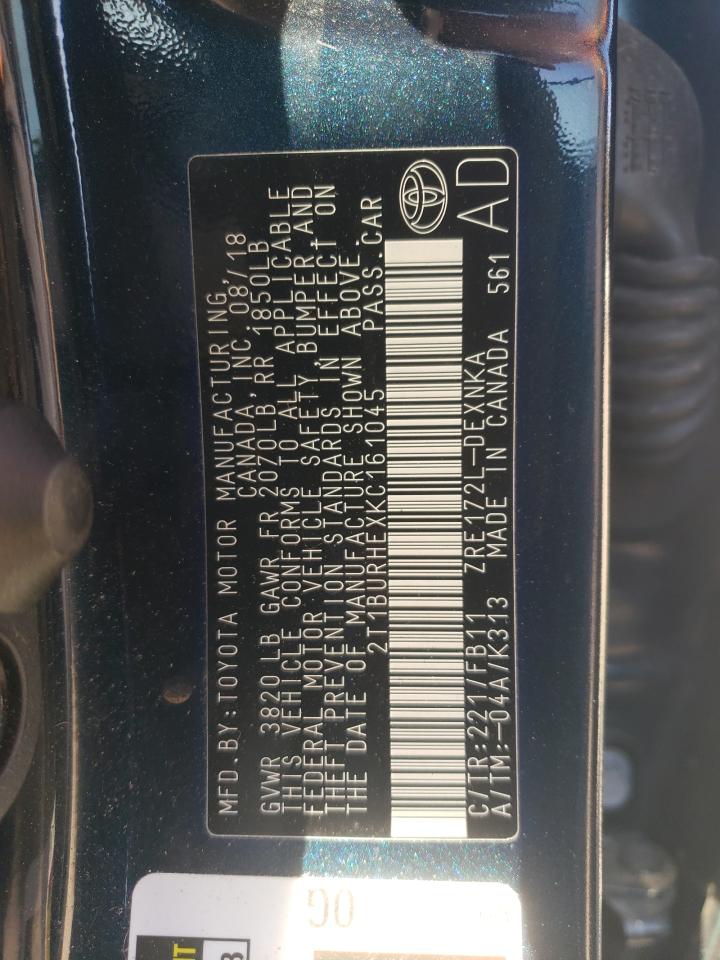 MFD.BY:TOYOTA MOTOR MANUFACTURING,
CANADA,INC.08/18
GVWR 3820LB GAWR FR 2070LB RR 1850LB
THIS VEHICLE CONFORMS TO ALL APPLICABLE
FEDERAL MOTOR VEHICLE SAFETY, BUMPER,AND
THEFT PREVENTION STANDARDS IN EFFECT ON
THE DATE OF MANUFACTURE SHOWN ABOVE.
2T1BURHEXKC161045 PASS.CAR
C/TR:221/FB11 ZRE172L-DEXNKA
A/TM:-04A/K313 MADE IN CANADA 561
AD